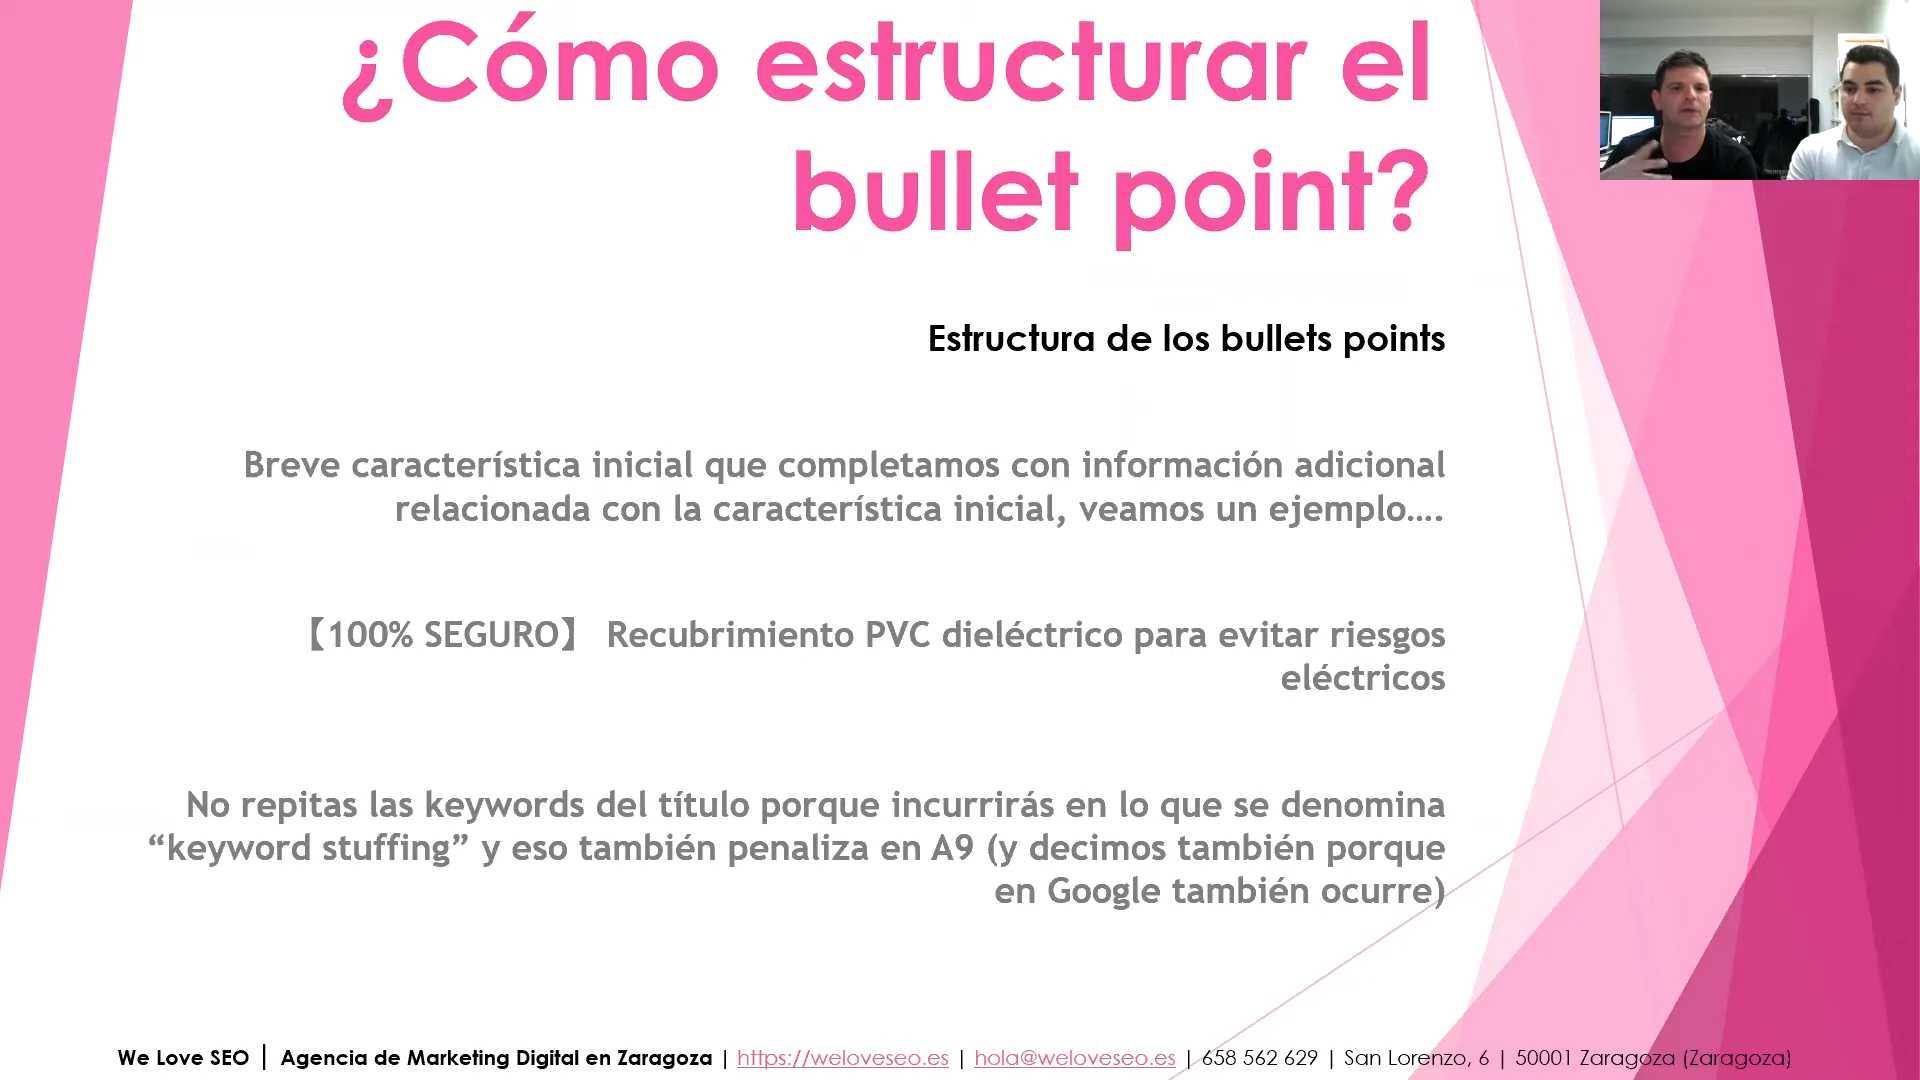 ¿Cómo estructurar el
bullet point?
Estructura de los bullets points
Breve característica inicial que completamos con información adicional
relacionada con la característica inicial, veamos un ejemplo....
【100% SEGURO】 Recubrimiento PVC dieléctrico para evitar riesgos
eléctricos
No repitas las keywords del título porque incurrirás en lo que se denomina
“keyword stuffing” y eso también penaliza en A9 (y decimos también porque
en Google también ocurre)
We Love SEO | Agencia de Marketing Digital en Zaragoza | https://weloveseo.es | hola@weloveseo.es | 658 562 629 | San Lorenzo, 6 | 50001 Zaragoza (Zaragoza)